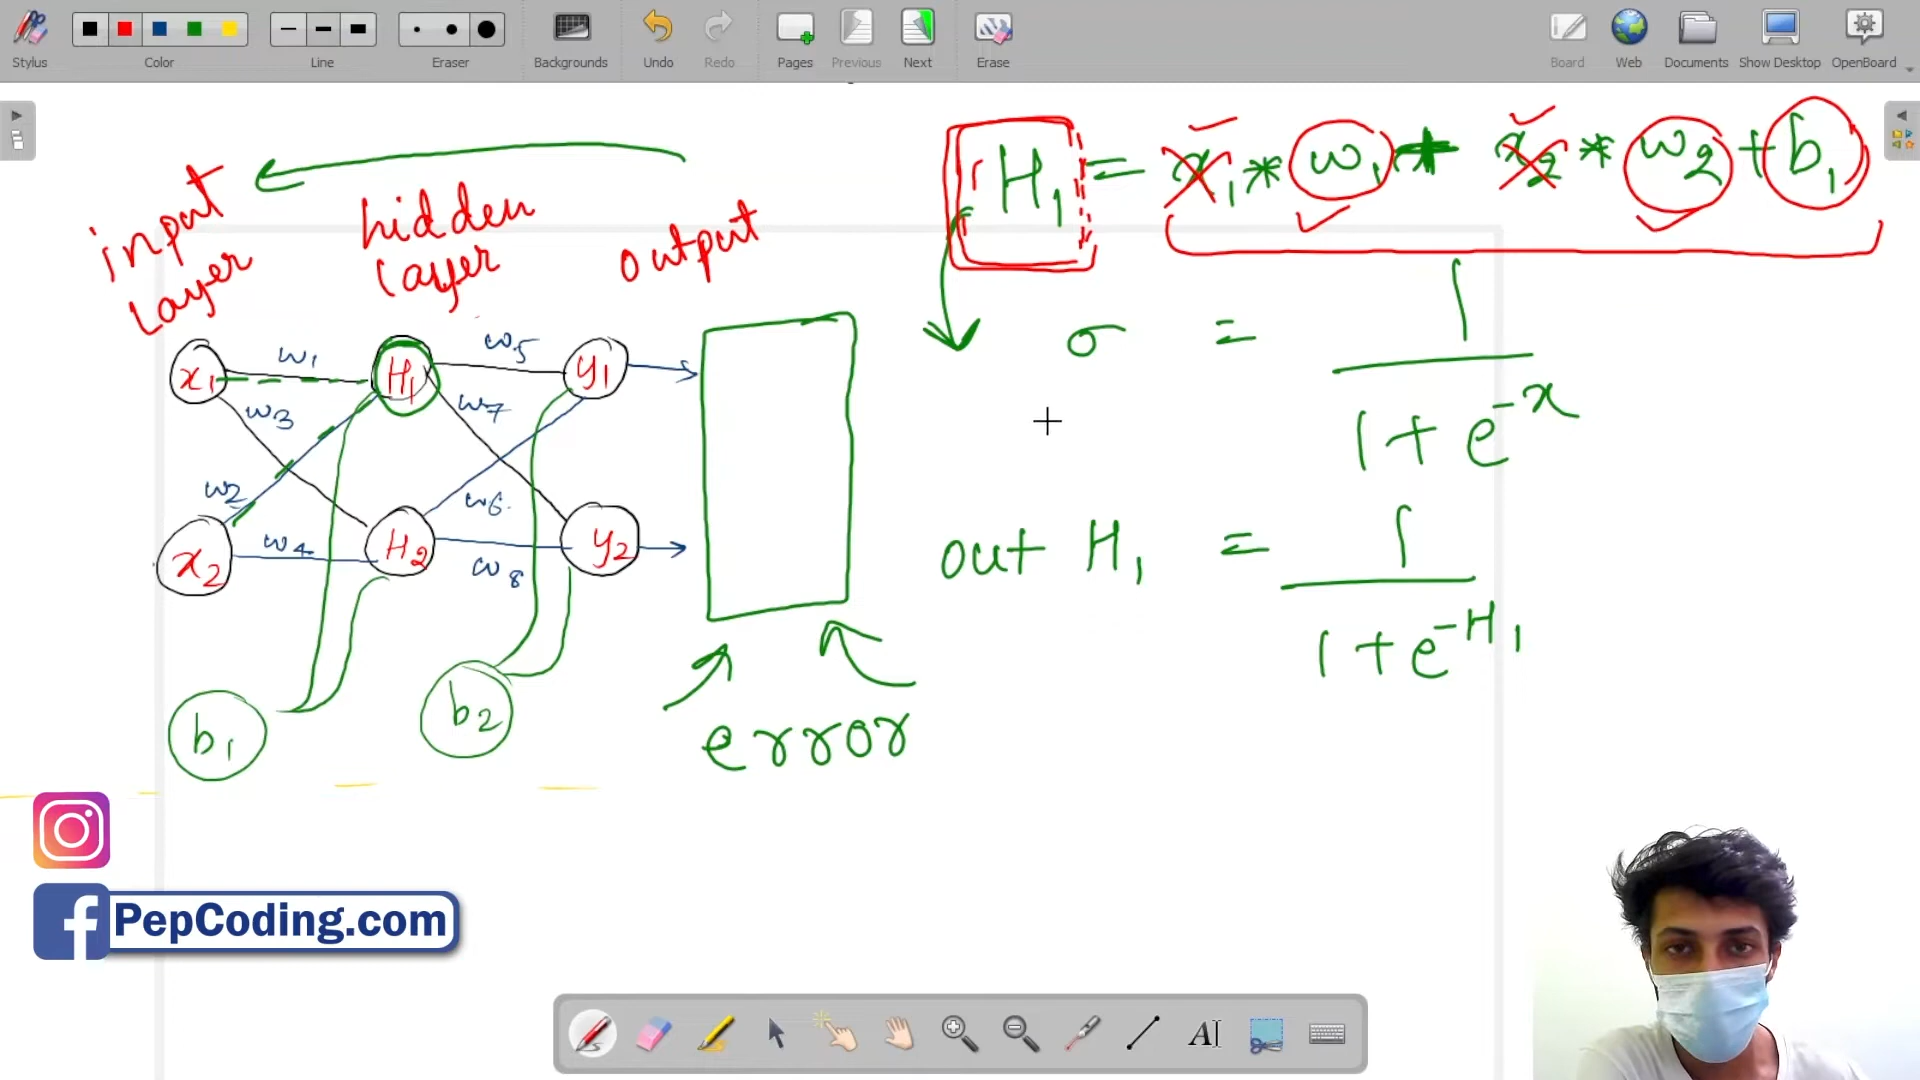 Stylus
Color
Line
Eraser
Backgrounds
Undo
Redo
Pages
Previous
Next
Erase
Board
Web
Documents
Show Desktop
OpenBoard
input layer
hidden layer
output
H1 = x1 * w1 + x2 * w2 + b1
σ = 1 / 1 + e^-x
out H1 = 1 / 1 + e^-H1
x1
w1
H1
w5
y1
w3
w7
w2
w6
x2
w4
H2
w8
y2
b1
b2
error
f PepCoding.com
AI